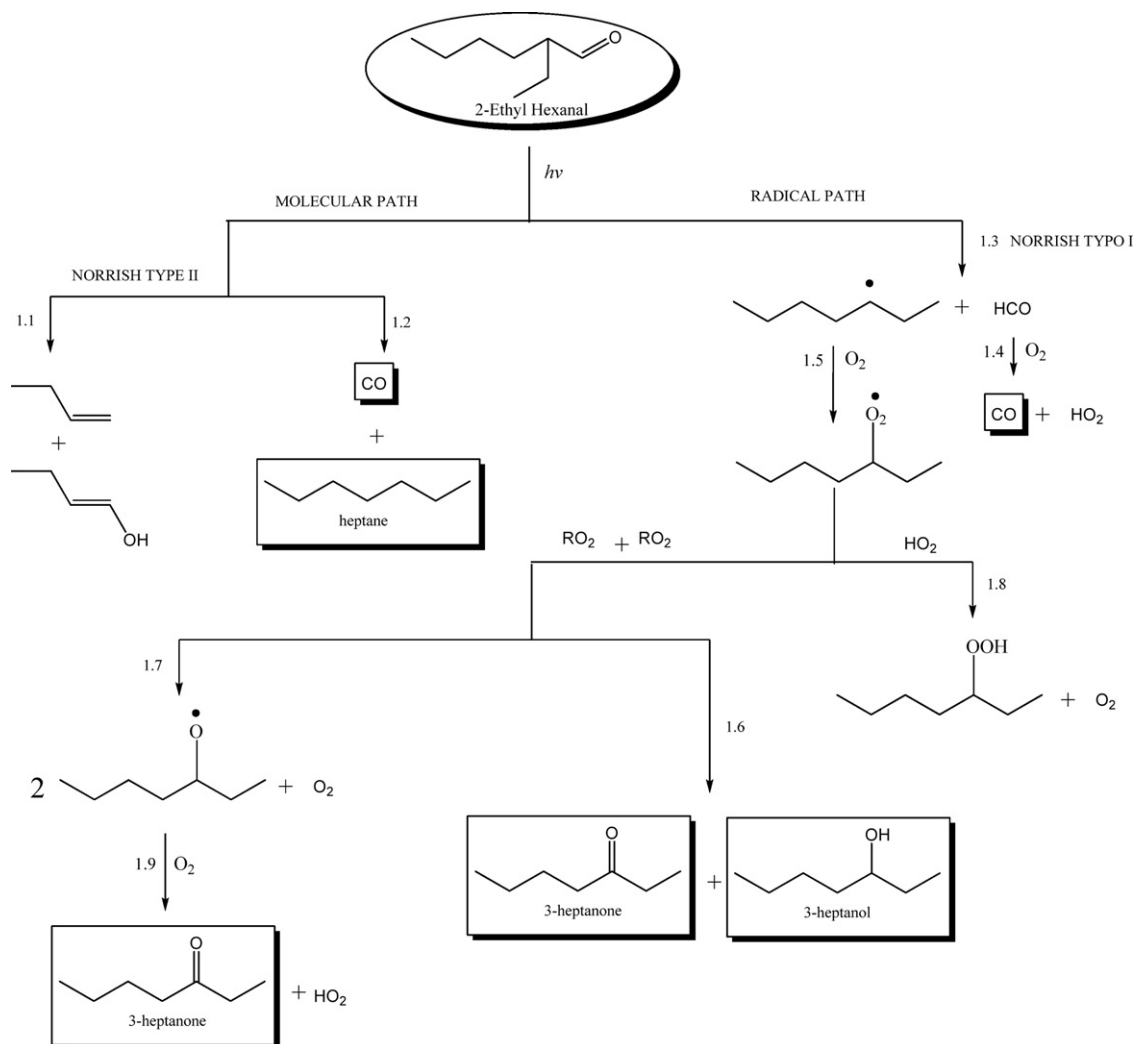 O
2-Ethyl Hexanal
hν
MOLECULAR PATH
RADICAL PATH
1.3 NORRISH TYPO I
NORRISH TYPE II
1.1
1.2
+ HCO
1.5 O₂
1.4 O₂
CO
CO + HO₂
O₂
+
+
heptane
OH
RO₂ + RO₂
HO₂
1.8
OOH
+ O₂
1.7
1.6
O
2
+ O₂
1.9 O₂
O
3-heptanone
+
OH
3-heptanol
O
3-heptanone
+ HO₂